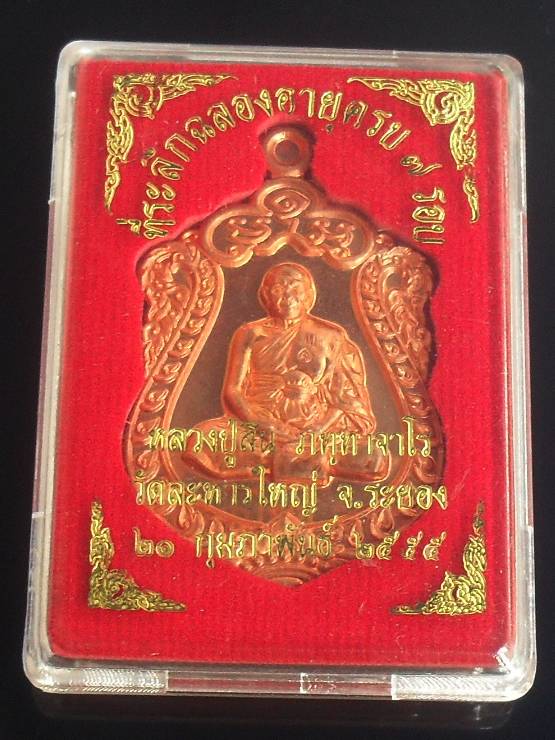 ที่ระลึกฉลองอายุครบ ๗ รอบ
หลวงปู่สิน ภทฺทาจาโร
วัดละหารใหญ่ จ.ระยอง
๒๑ กุมภาพันธ์ ๒๕๕๕